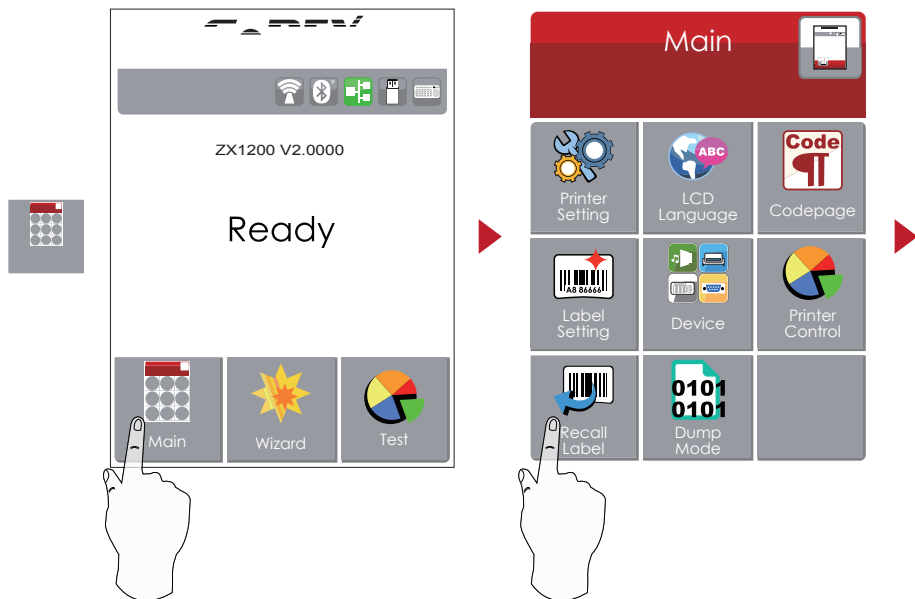 ZX1200 V2.0000
Ready
Main
Wizard
Test
Main
Printer
Setting
ABC
LCD
Language
Code
Codepage
A8 86666
Label
Setting
Device
Printer
Control
Recall
Label
0101
0101
Dump
Mode